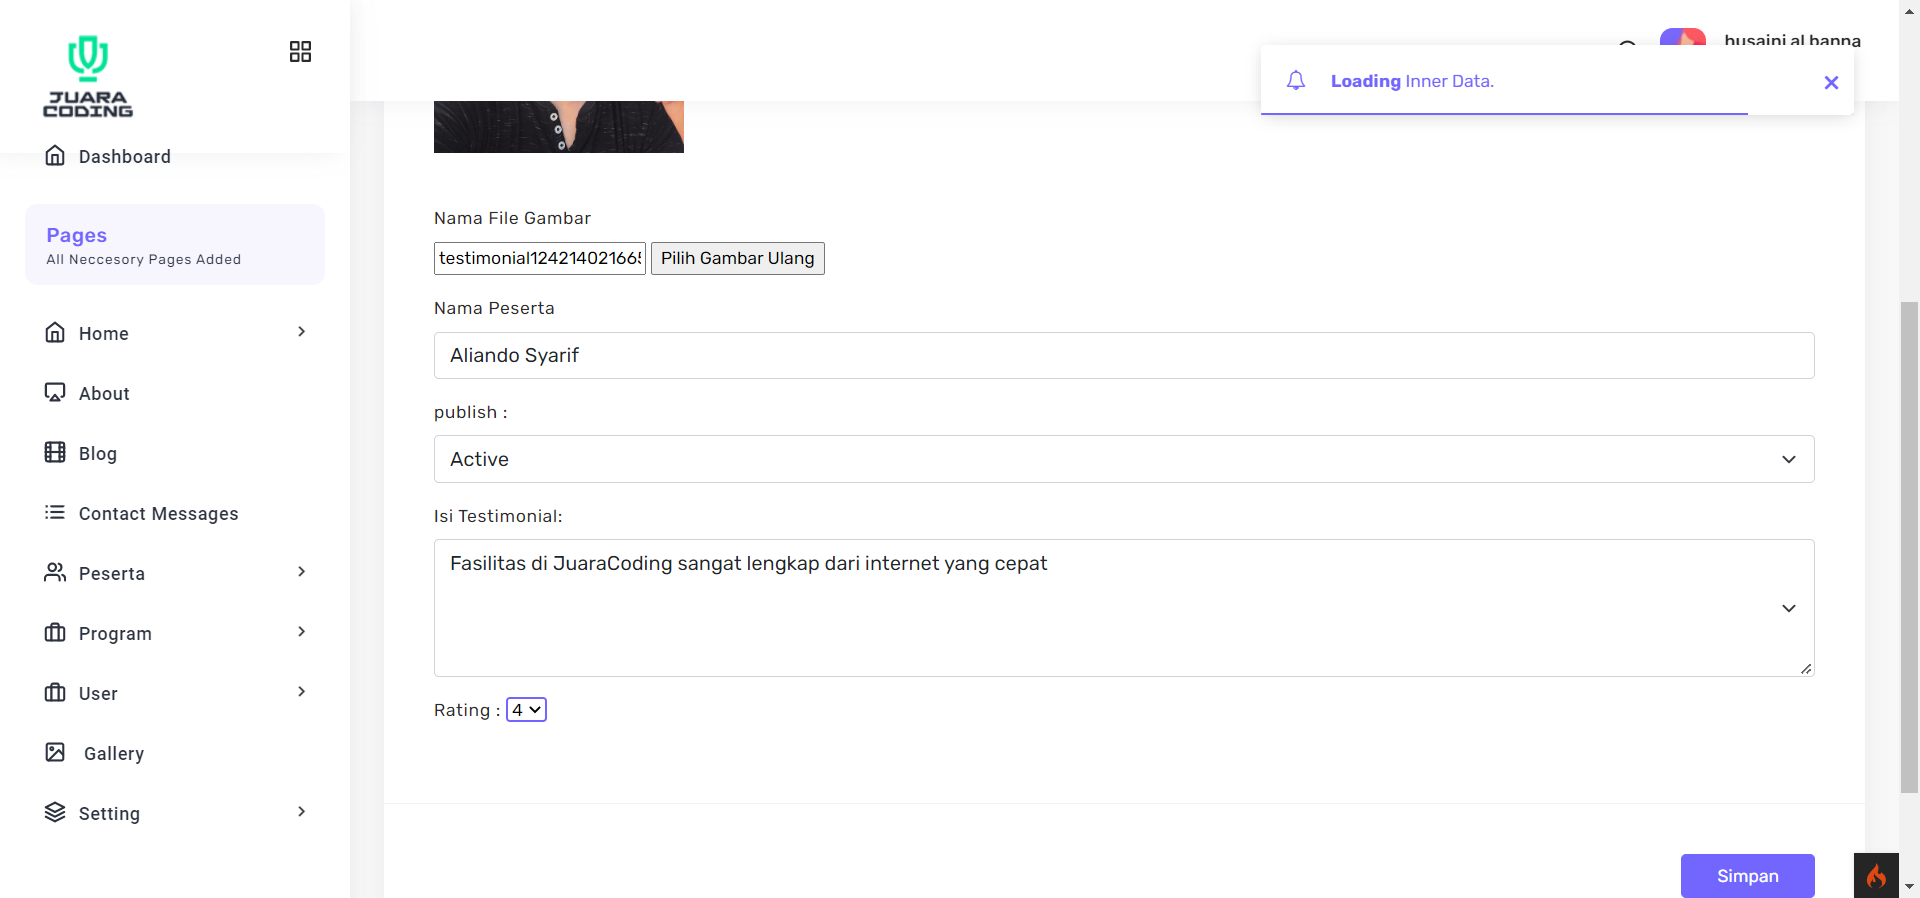 JUARA
CODING
Dashboard
Pages
All Neccesory Pages Added
Home
About
Blog
Contact Messages
Peserta
Program
User
Gallery
Setting
husaini al banna
Loading Inner Data.
Nama File Gambar
testimonial124214021665
Pilih Gambar Ulang
Nama Peserta
Aliando Syarif
publish :
Active
Isi Testimonial:
Fasilitas di JuaraCoding sangat lengkap dari internet yang cepat
Rating : 4
Simpan